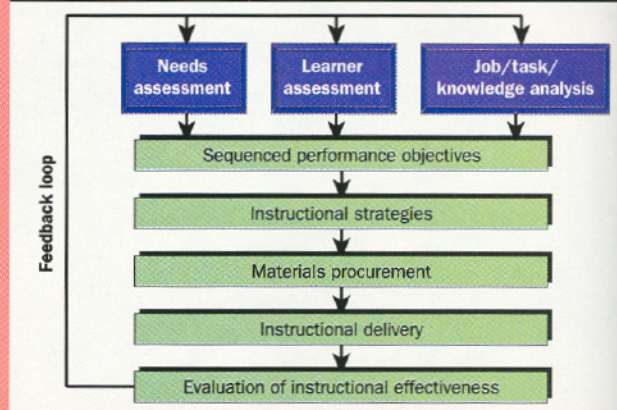 Needs
assessment
Learner
assessment
Job/task/
knowledge analysis
Sequenced performance objectives
Instructional strategies
Materials procurement
Instructional delivery
Evaluation of instructional effectiveness
Feedback loop